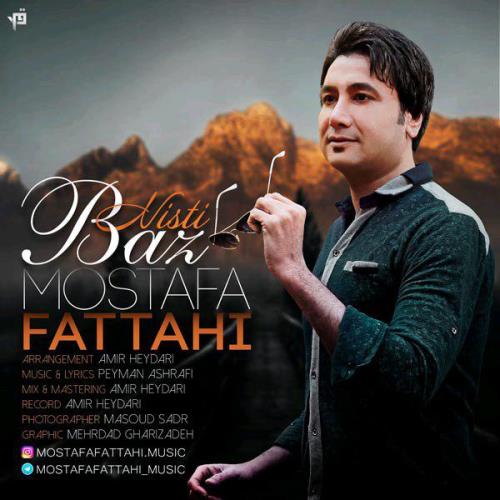 Baz Nisti
MOSTAFA
FATTAHI
ARRANGEMENT AMIR HEYDARI
MUSIC & LYRICS PEYMAN ASHRAFI
MIX & MASTERING AMIR HEYDARI
RECORD AMIR HEYDARI
PHOTOGRAPHER MASOUD SADR
GRAPHIC MEHRDAD GHARIZADEH
MOSTAFAFATTAHI.MUSIC
MOSTAFAFATTAHI_MUSIC